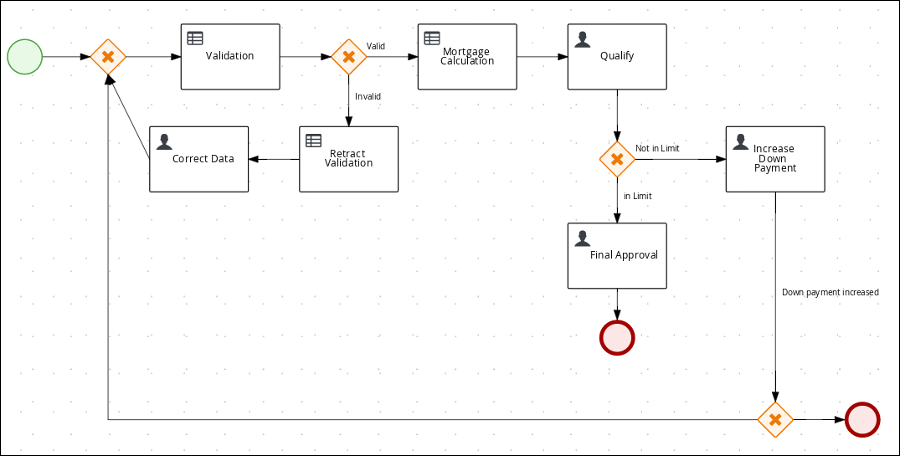 Validation
Valid
Mortgage
Calculation
Qualify
Invalid
Correct Data
Retract
Validation
Not in Limit
Increase
Down
Payment
in Limit
Final Approval
Down payment increased